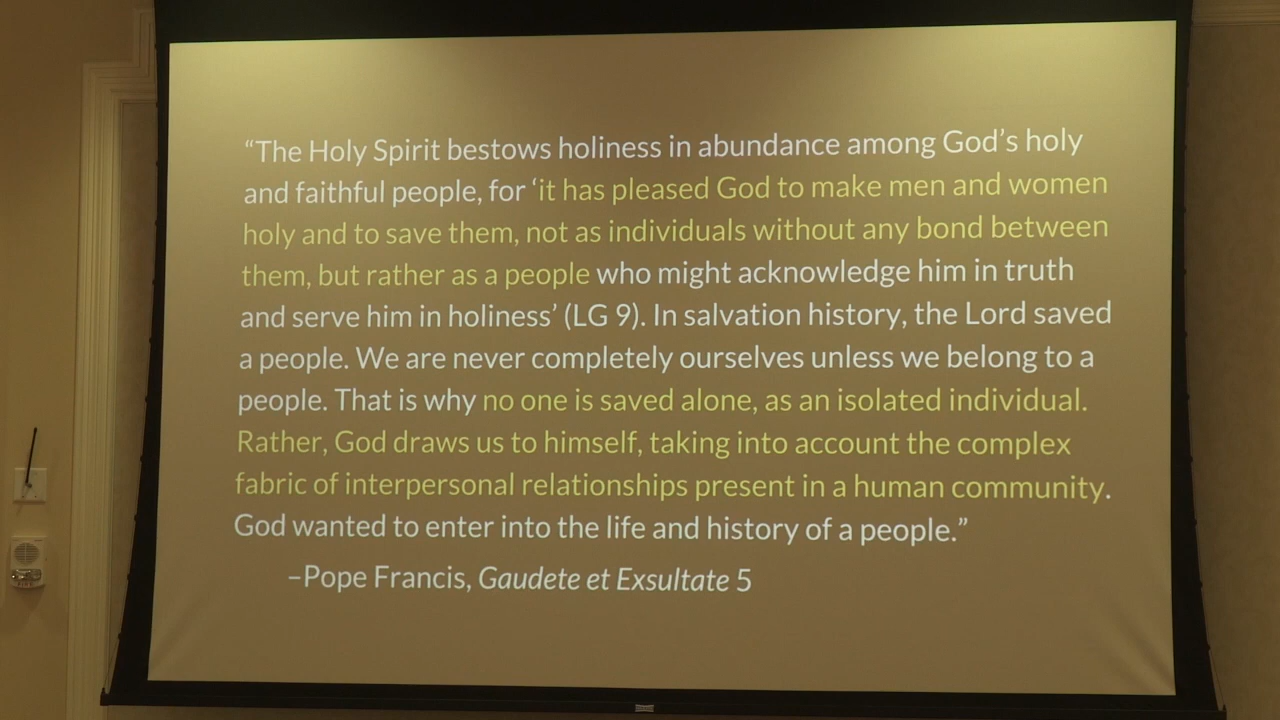 “The Holy Spirit bestows holiness in abundance among God’s holy
and faithful people, for ‘it has pleased God to make men and women
holy and to save them, not as individuals without any bond between
them, but rather as a people who might acknowledge him in truth
and serve him in holiness’ (LG 9). In salvation history, the Lord saved
a people. We are never completely ourselves unless we belong to a
people. That is why no one is saved alone, as an isolated individual.
Rather, God draws us to himself, taking into account the complex
fabric of interpersonal relationships present in a human community.
God wanted to enter into the life and history of a people.”
–Pope Francis, Gaudete et Exsultate 5